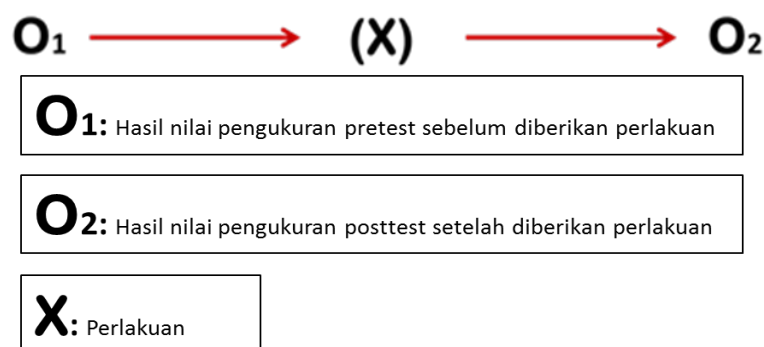 O1 (X) O2
O1: Hasil nilai pengukuran pretest sebelum diberikan perlakuan
O2: Hasil nilai pengukuran posttest setelah diberikan perlakuan
X: Perlakuan